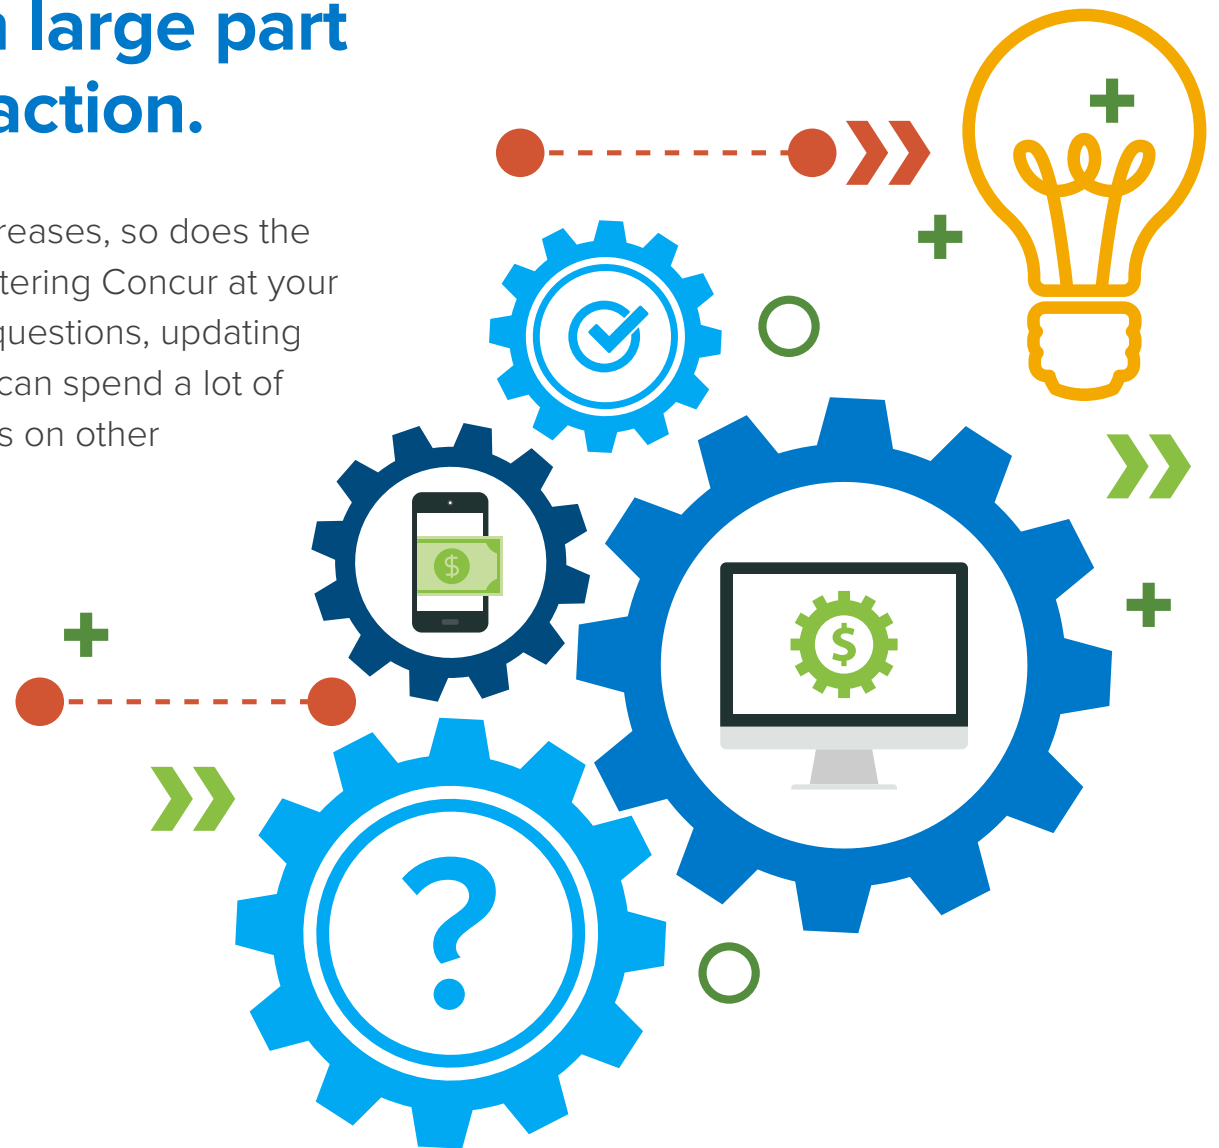 large part
action.
reases, so does the
tering Concur at your
questions, updating
can spend a lot of
s on other
$
$
?